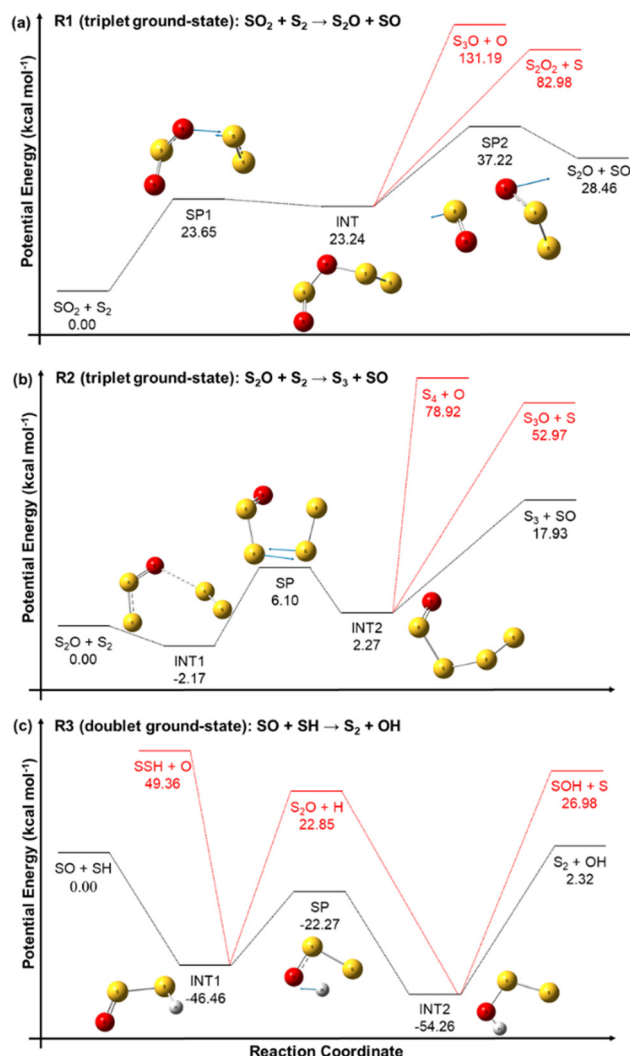 (a) R1 (triplet ground-state): SO₂ + S₂ → S₂O + SO
S₃O + O
131.19
S₂O₂ + S
82.98
SP2
37.22
S₂O + SO
28.46
SP1
23.65
INT
23.24
SO₂ + S₂
0.00
Potential Energy (kcal mol⁻¹)
(b) R2 (triplet ground-state): S₂O + S₂ → S₃ + SO
S₄ + O
78.92
S₃O + S
52.97
S₃ + SO
17.93
SP
6.10
INT2
2.27
S₂O + S₂
0.00
INT1
-2.17
Potential Energy (kcal mol⁻¹)
(c) R3 (doublet ground-state): SO + SH → S₂ + OH
SSH + O
49.36
S₂O + H
22.85
SOH + S
26.98
SO + SH
0.00
S₂ + OH
2.32
SP
-22.27
INT1
-46.46
INT2
-54.26
Potential Energy (kcal mol⁻¹)
Reaction Coordinate